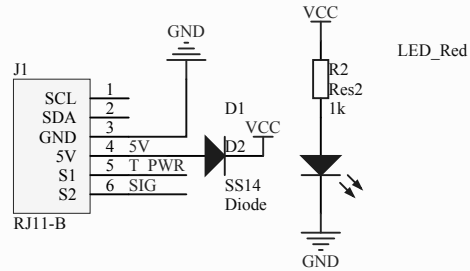 VCC
GND
LED_Red
J1
R2
Res2
1k
SCL 1
SDA 2
GND 3
5V 4 5V
S1 5 T_PWR
S2 6 SIG
RJ11-B
D1
VCC
D2
SS14
Diode
GND